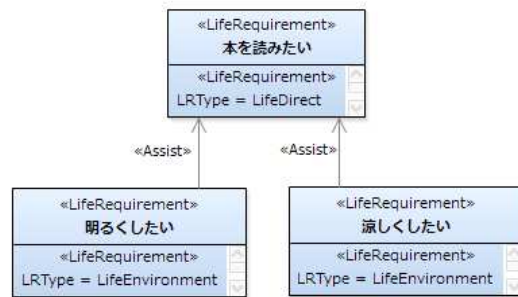 «LifeRequirement»
本を読みたい
«LifeRequirement»
LRType = LifeDirect
«Assist»
«Assist»
«LifeRequirement»
明るくしたい
«LifeRequirement»
LRType = LifeEnvironment
«LifeRequirement»
涼しくしたい
«LifeRequirement»
LRType = LifeEnvironment